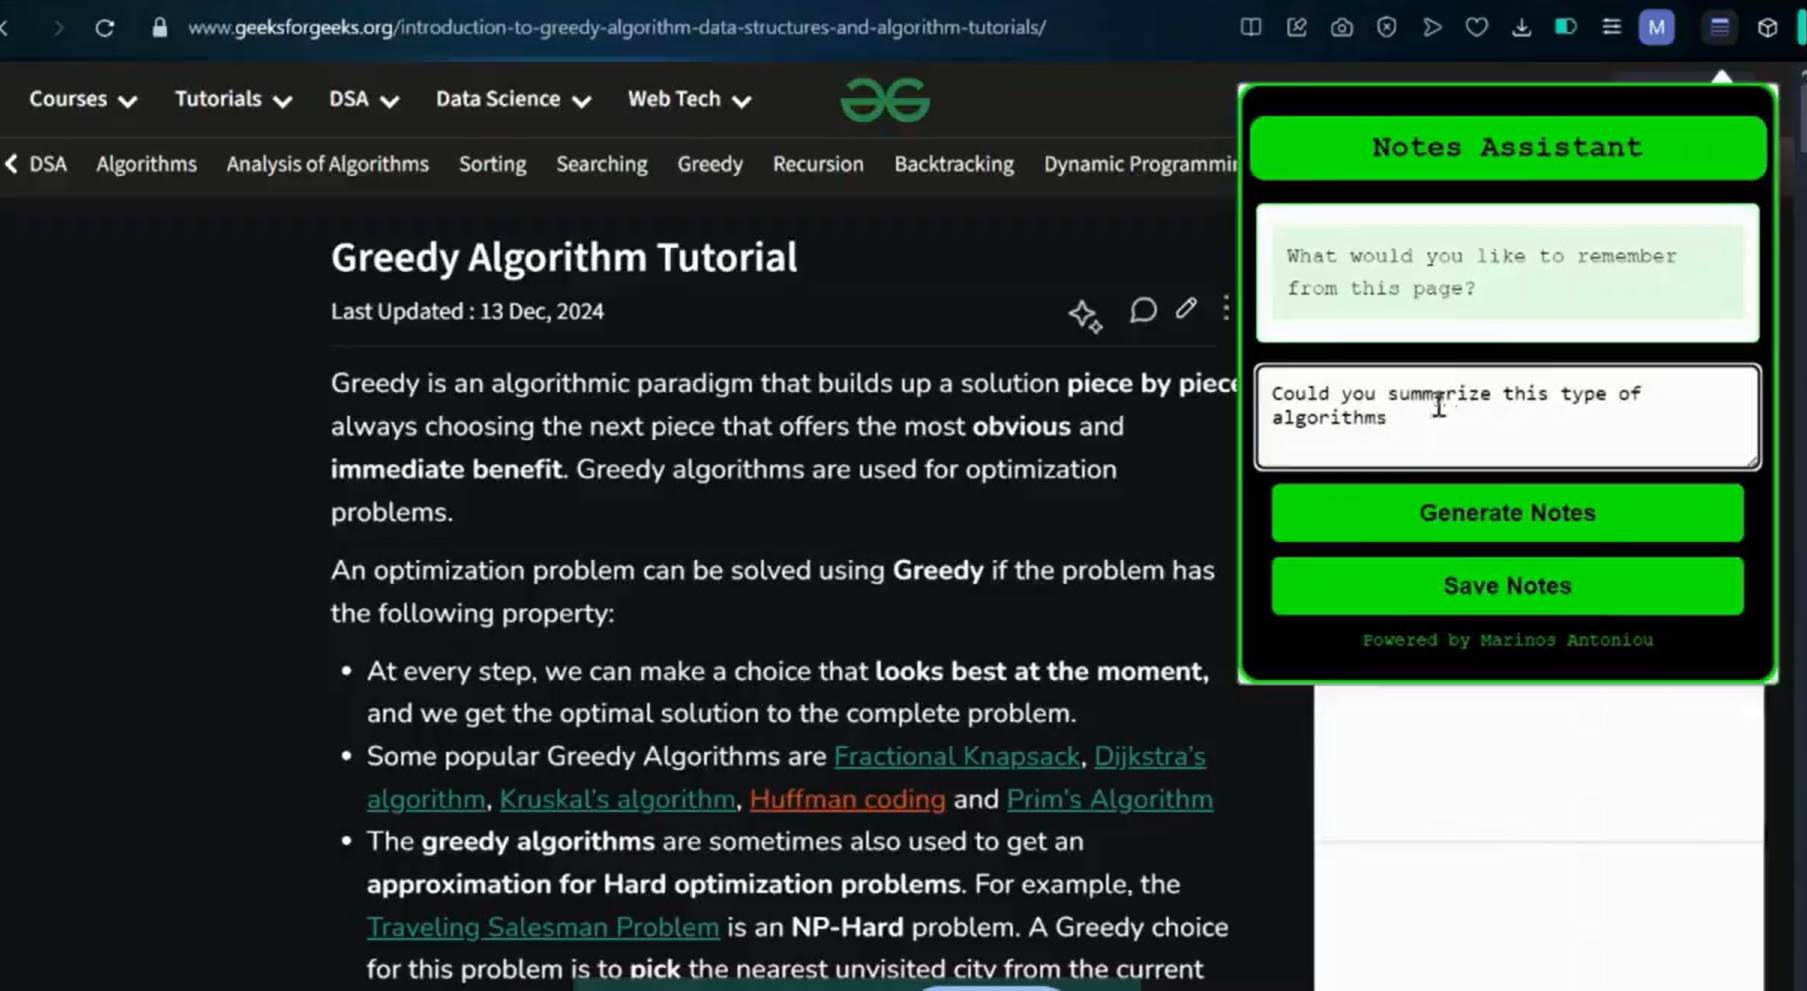 www.geeksforgeeks.org/introduction-to-greedy-algorithm-data-structures-and-algorithm-tutorials/
M
Courses
Tutorials
DSA
Data Science
Web Tech
DSA
Algorithms
Analysis of Algorithms
Sorting
Searching
Greedy
Recursion
Backtracking
Dynamic Programmin
Greedy Algorithm Tutorial
Last Updated : 13 Dec, 2024
Greedy is an algorithmic paradigm that builds up a solution piece by piece
always choosing the next piece that offers the most obvious and
immediate benefit. Greedy algorithms are used for optimization
problems.
An optimization problem can be solved using Greedy if the problem has
the following property:
• At every step, we can make a choice that looks best at the moment,
and we get the optimal solution to the complete problem.
• Some popular Greedy Algorithms are Fractional Knapsack, Dijkstra's
algorithm, Kruskal's algorithm, Huffman coding and Prim's Algorithm
• The greedy algorithms are sometimes also used to get an
approximation for Hard optimization problems. For example, the
Traveling Salesman Problem is an NP-Hard problem. A Greedy choice
for this problem is to pick the nearest unvisited city from the current
Notes Assistant
What would you like to remember
from this page?
Could you summarize this type of
algorithms
Generate Notes
Save Notes
Powered by Marinos Antoniou